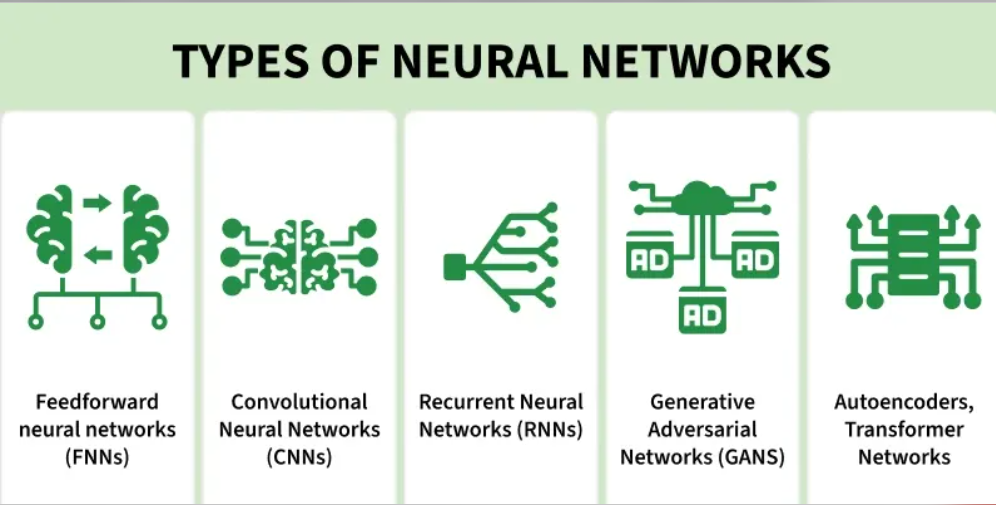 TYPES OF NEURAL NETWORKS
Feedforward
neural networks
(FNNs)
Convolutional
Neural Networks
(CNNs)
Recurrent Neural
Networks (RNNs)
AD
AD
AD
Generative
Adversarial
Networks (GANS)
Autoencoders,
Transformer
Networks